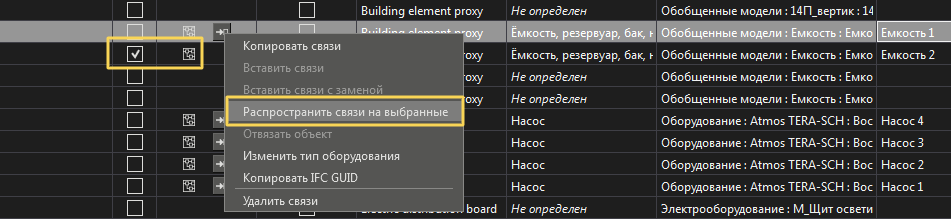 Building element proxy Не определен Обобщенные модели : 14П_вертик : 14
Building element proxy Ёмкость, резервуар, бак, Обобщенные модели : Емкость : Емко Емкость 1
Копировать связи
proxy Ёмкость, резервуар, бак, Обобщенные модели : Емкость : Емко Емкость 2
Вставить связи
proxy Не определен Обобщенные модели : Емкость : Емко
Вставить связи с заменой
proxy Не определен Обобщенные модели : Емкость : Емко
Распространить связи на выбранные
Насос Оборудование : Atmos TERA-SCH : Вос Насос 4
Отвязать объект
Насос Оборудование : Atmos TERA-SCH : Вос Насос 3
Изменить тип оборудования
Насос Оборудование : Atmos TERA-SCH : Вос Насос 2
Копировать IFC GUID
Насос Оборудование : Atmos TERA-SCH : Вос Насос 1
Удалить связи
Electric distribution board Не определен Электрооборудование : М_Щит освети